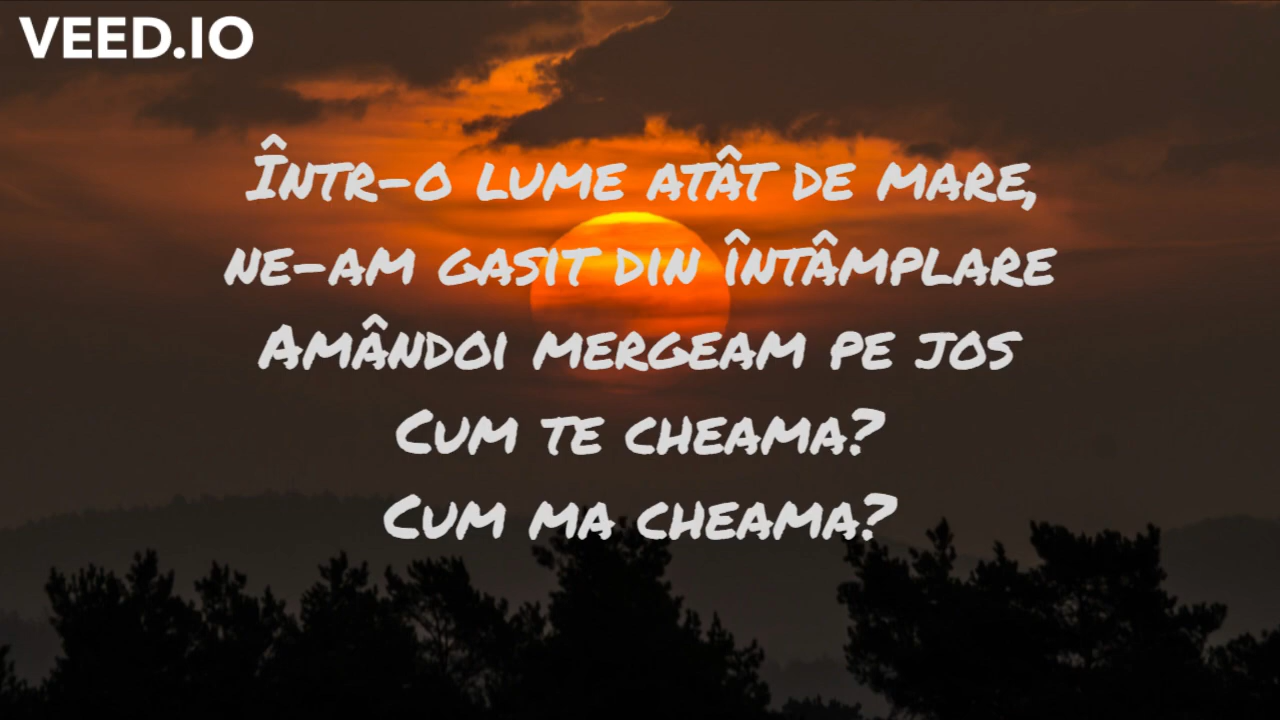 VEED.IO
Într-o lume atât de mare,
ne-am gasit din întâmplare
Amândoi mergeam pe jos
Cum te cheama?
Cum ma cheama?